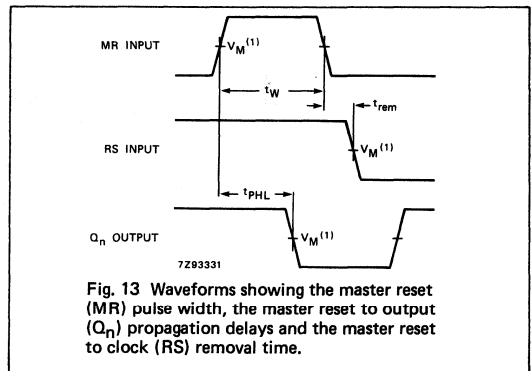 MR INPUT
VM(1)
tW
trem
RS INPUT
VM(1)
tPHL
Qn OUTPUT
VM(1)
7Z93331
Fig. 13 Waveforms showing the master reset
(MR) pulse width, the master reset to output
(Qn) propagation delays and the master reset
to clock (RS) removal time.